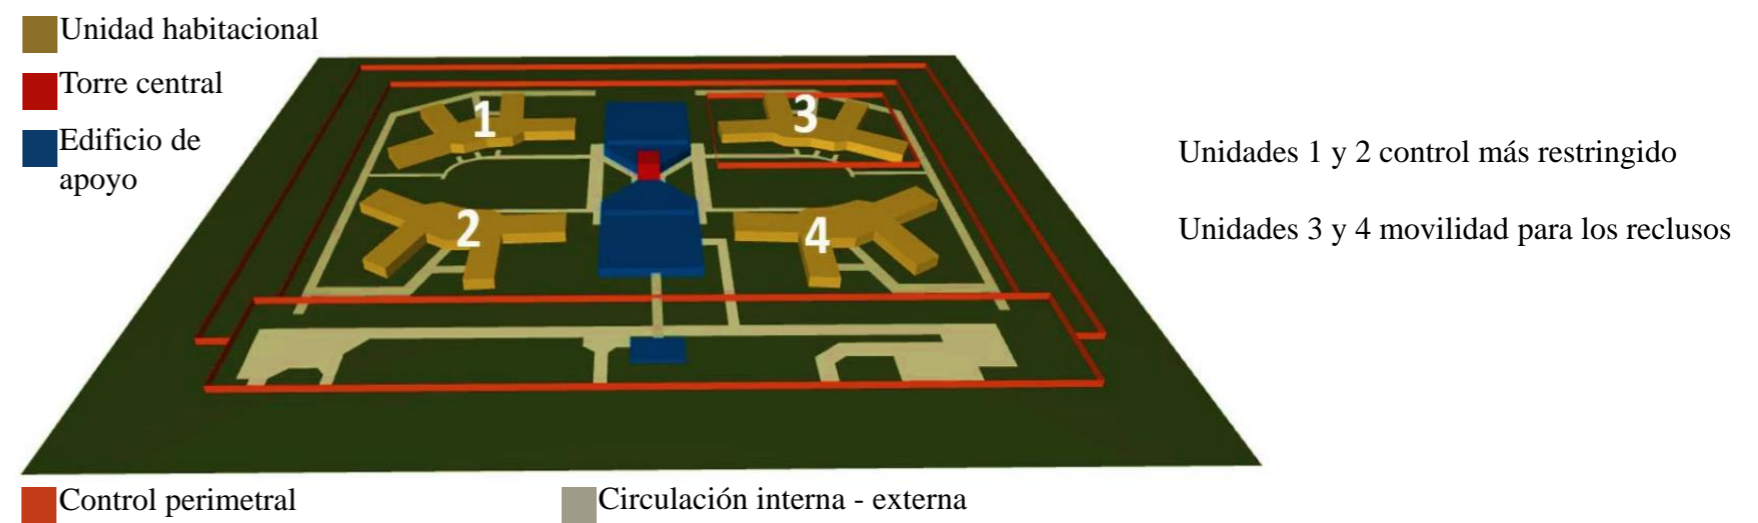 Unidad habitacional
Torre central
Edificio de
apoyo
1
3
2
4
Unidades 1 y 2 control más restringido
Unidades 3 y 4 movilidad para los reclusos
Control perimetral
Circulación interna - externa